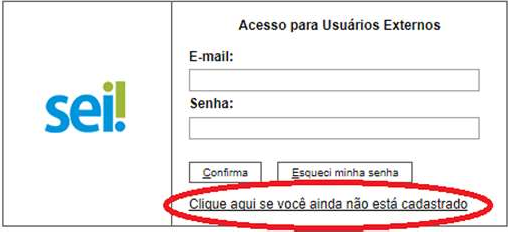 sei!
Acesso para Usuários Externos
E-mail:
Senha:
Confirma Esqueci minha senha
Clique aqui se você ainda não está cadastrado